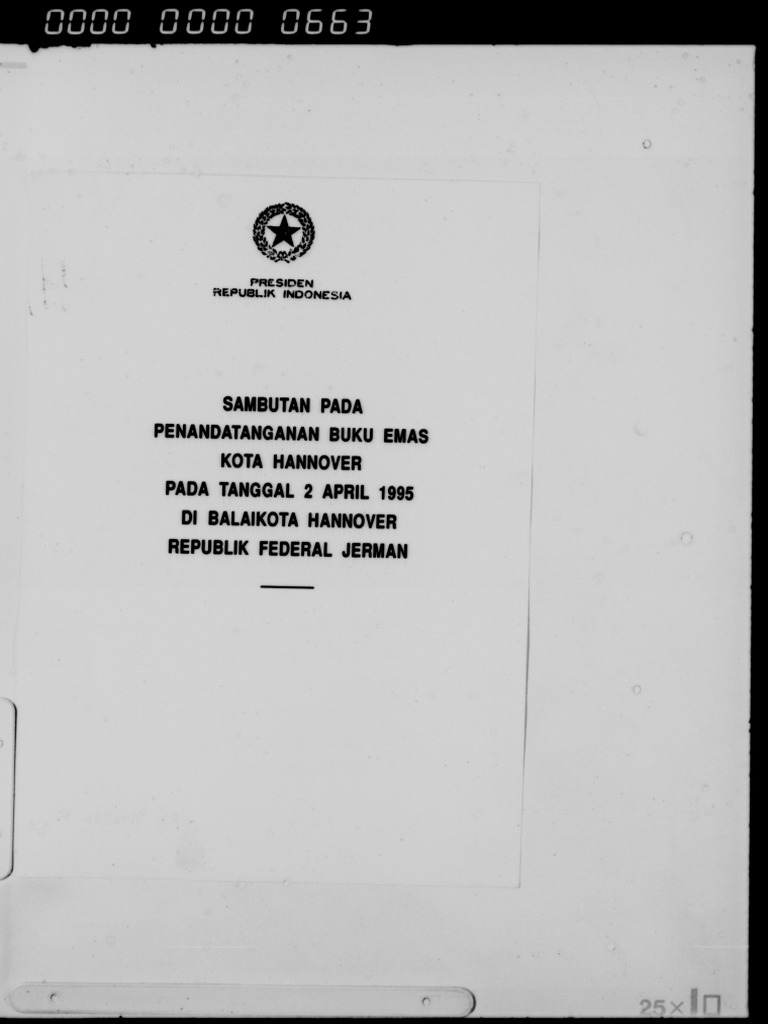 0000 0000 0663
PRESIDEN
REPUBLIK INDONESIA
SAMBUTAN PADA
PENANDATANGANAN BUKU EMAS
KOTA HANNOVER
PADA TANGGAL 2 APRIL 1995
DI BALAIKOTA HANNOVER
REPUBLIK FEDERAL JERMAN
25×